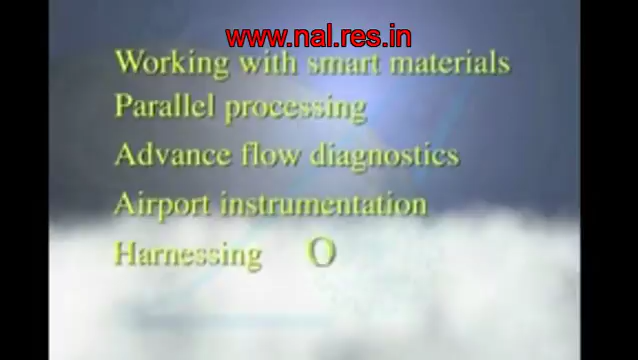 www.nal.res.in
Working with smart materials
Parallel processing
Advance flow diagnostics
Airport instrumentation
Harnessing O